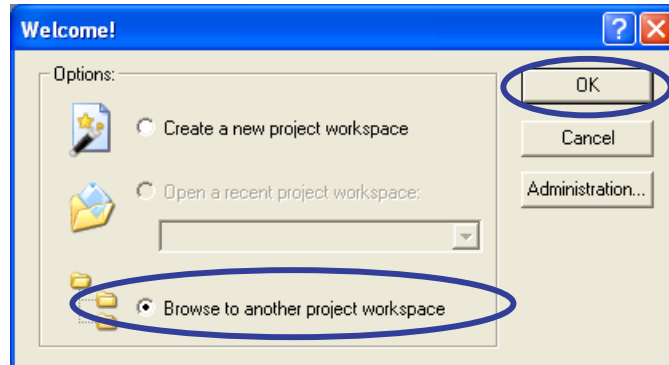 Welcome!
Options:
OK
Create a new project workspace
Cancel
Open a recent project workspace:
Administration...
Browse to another project workspace